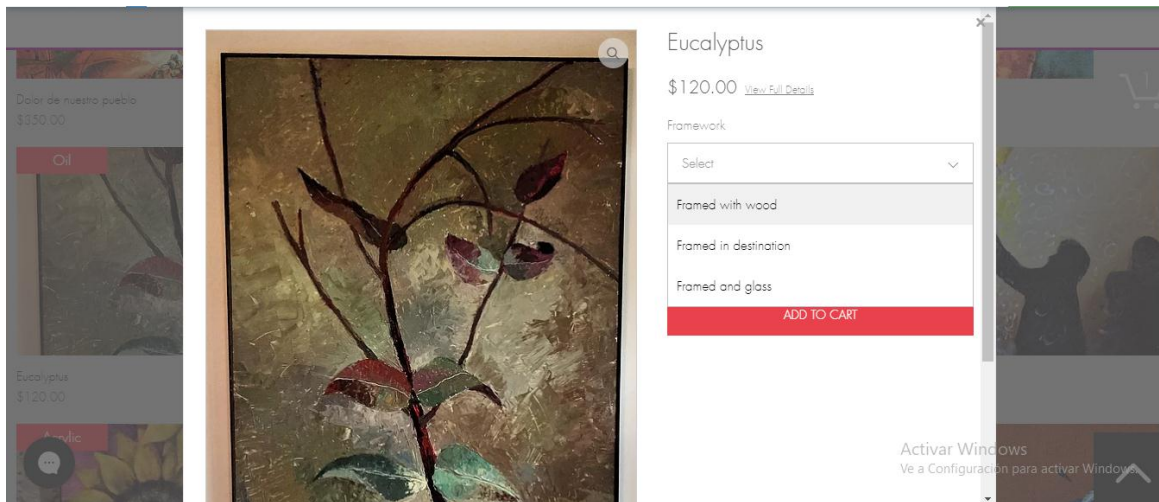 Dolor de nuestro pueblo
$350.00
Oil
Eucalyptus
$120.00
Acrylic
Eucalyptus
$120.00 View Full Details
Framework
Select
Framed with wood
Framed in destination
Framed and glass
ADD TO CART
Activar Windows
Ve a Configuración para activar Windows.